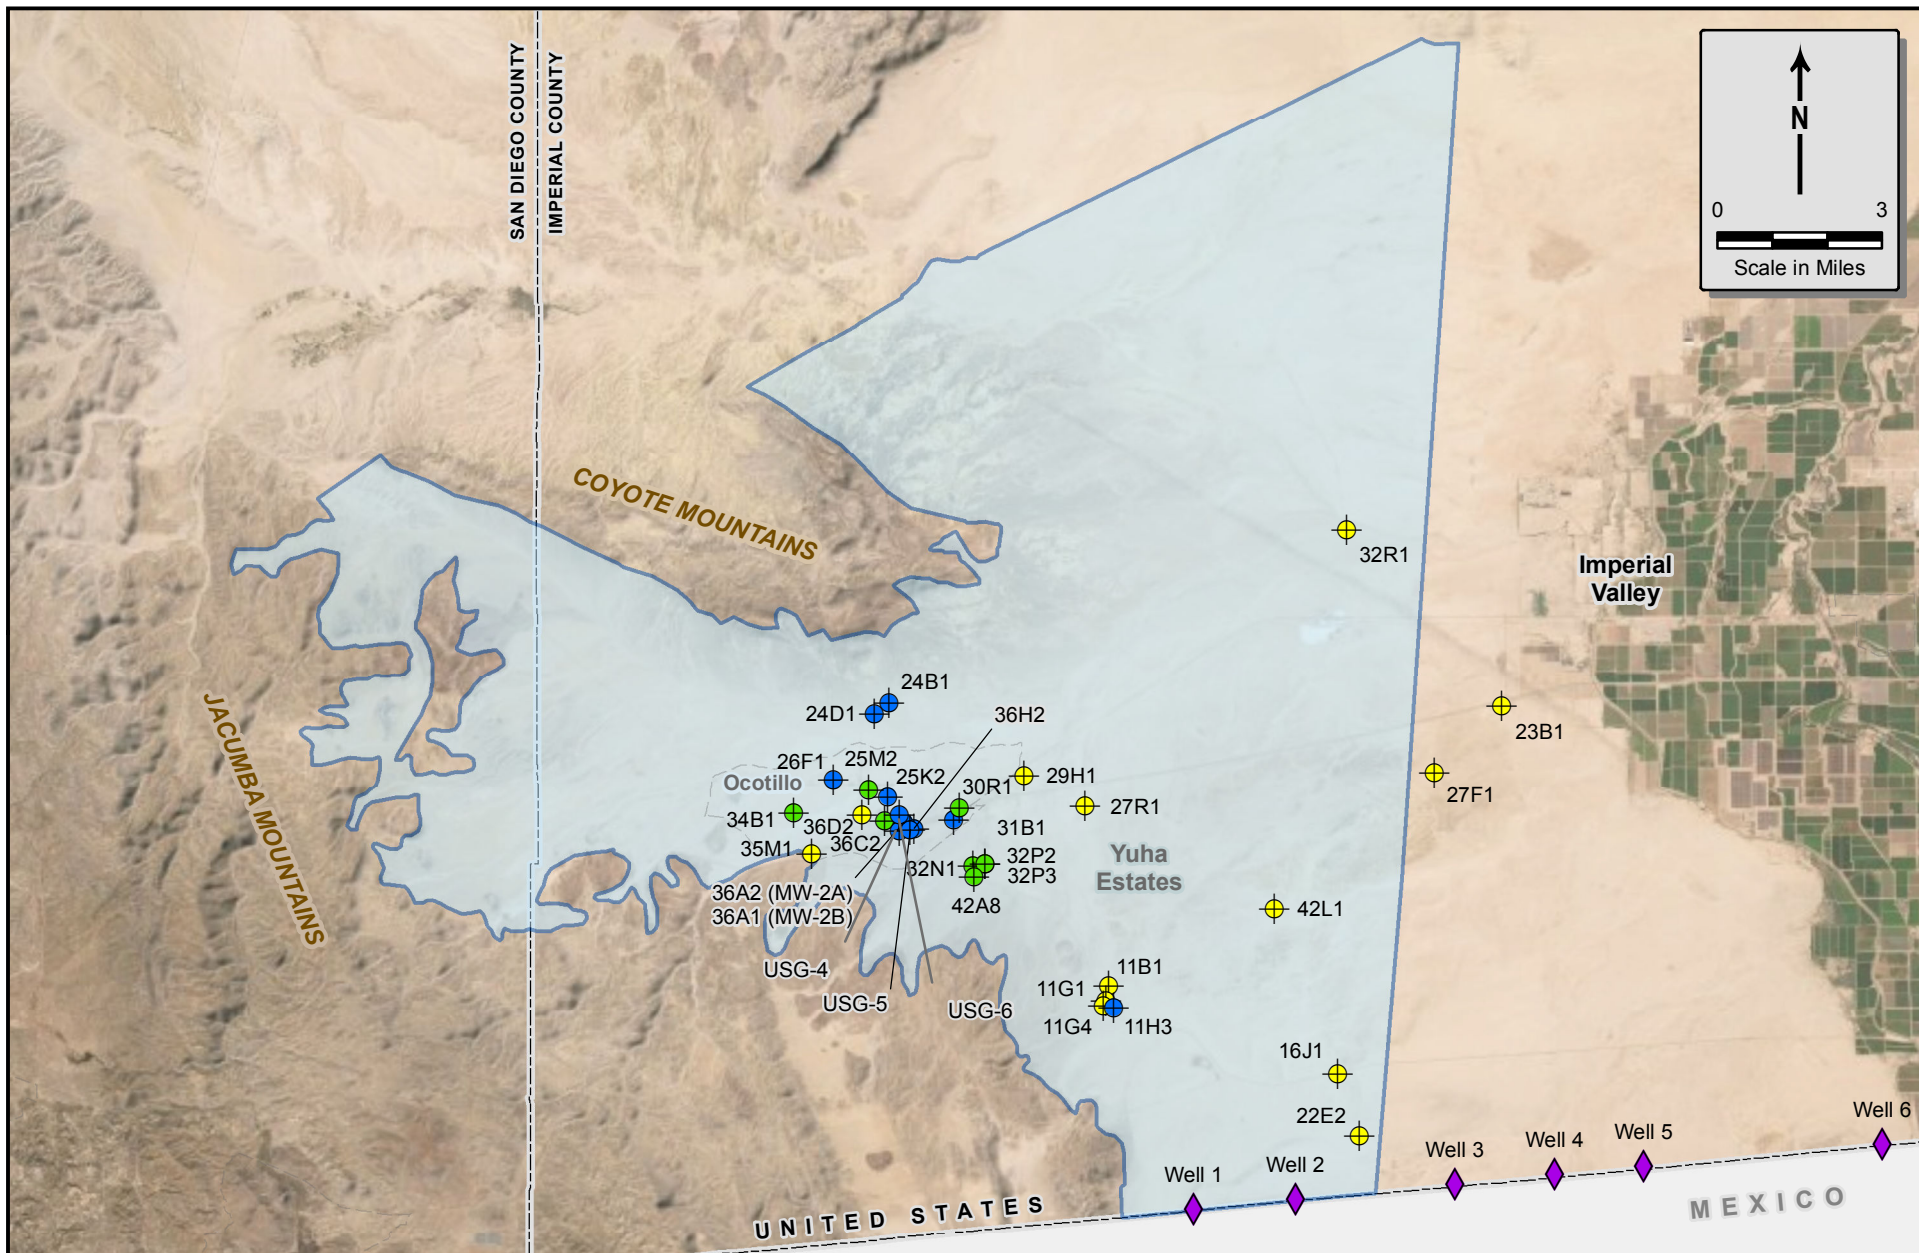 SAN DIEGO COUNTY
IMPERIAL COUNTY
N
0 3
Scale in Miles
COYOTE MOUNTAINS
JACUMBA MOUNTAINS
32R1
Imperial
Valley
24B1
24D1
36H2
23B1
26F1
25M2
25K2
Ocotillo
30R1
29H1
27F1
27R1
34B1
36D2
31B1
35M1
36C2
32N1
32P2
32P3
Yuha
Estates
36A2 (MW-2A)
36A1 (MW-2B)
42A8
42L1
USG-4
USG-5
USG-6
11B1
11G1
11G4
11H3
16J1
22E2
Well 1
Well 2
Well 3
Well 4
Well 5
Well 6
UNITED STATES
MEXICO